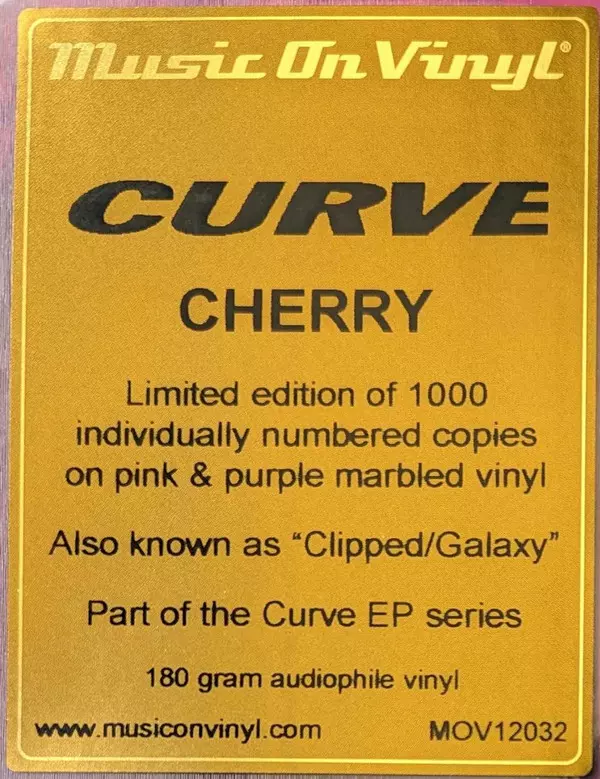 Music On Vinyl®
CURVE
CHERRY
Limited edition of 1000
individually numbered copies
on pink & purple marbled vinyl
Also known as “Clipped/Galaxy”
Part of the Curve EP series
180 gram audiophile vinyl
www.musiconvinyl.com MOV12032